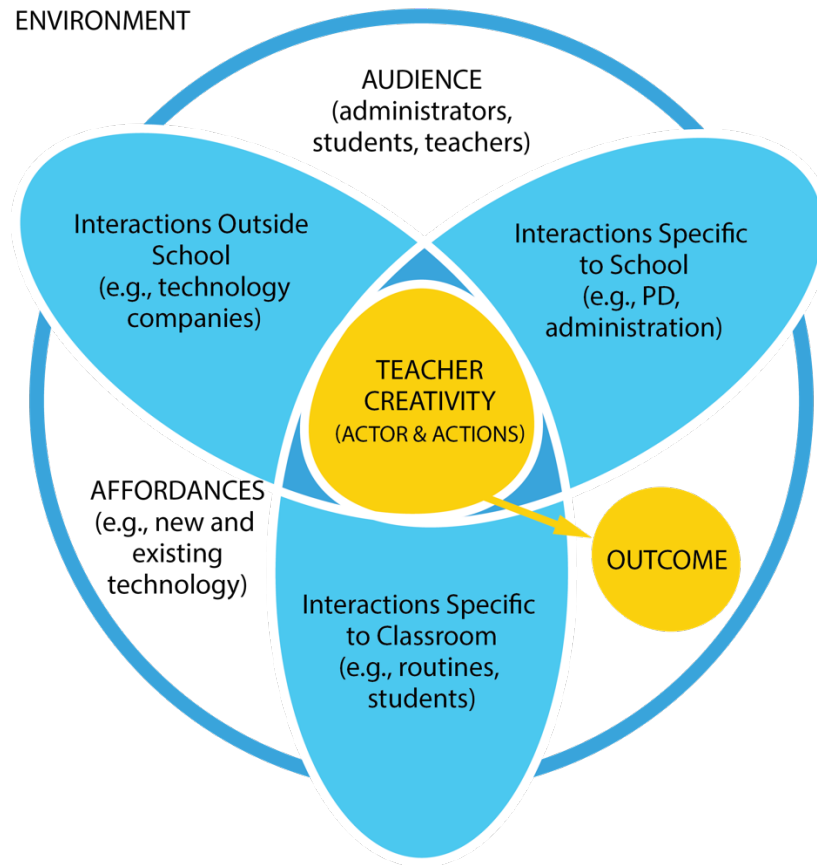 ENVIRONMENT
AUDIENCE
(administrators,
students, teachers)
Interactions Outside
School
(e.g., technology
companies)
Interactions Specific
to School
(e.g., PD,
administration)
TEACHER
CREATIVITY
(ACTOR & ACTIONS)
AFFORDANCES
(e.g., new and
existing
technology)
OUTCOME
Interactions Specific
to Classroom
(e.g., routines,
students)